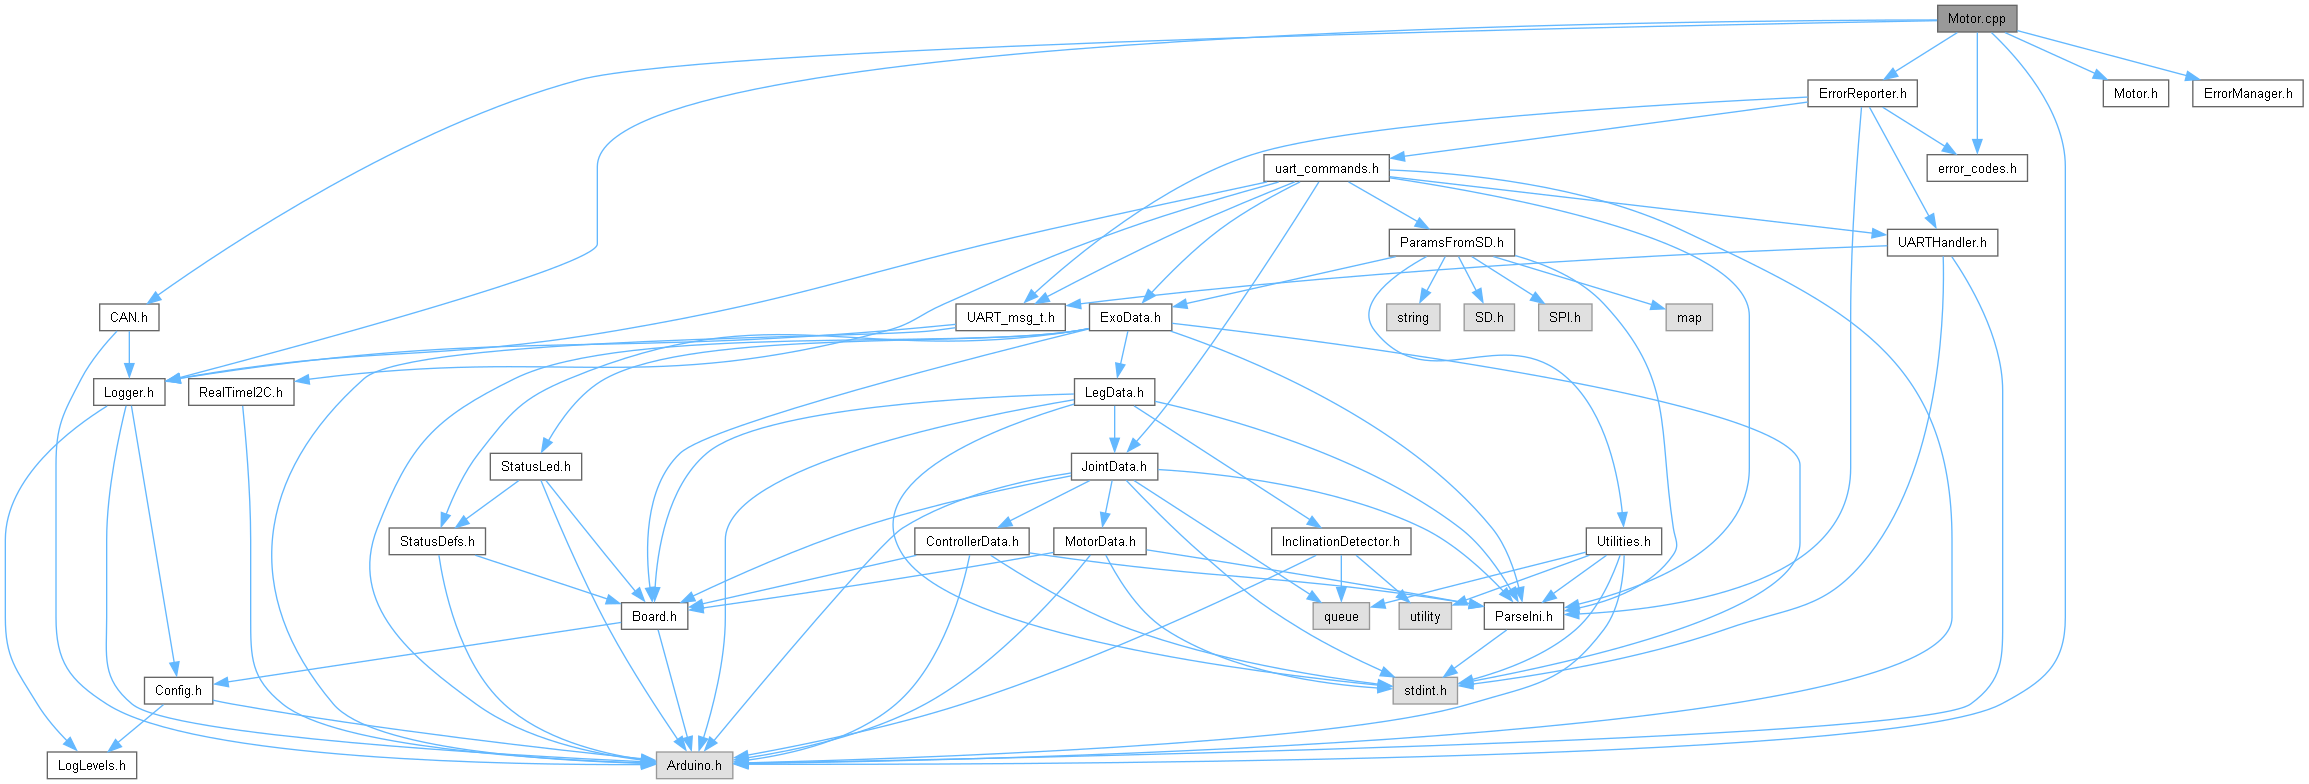 Motor.cpp
ErrorReporter.h
Motor.h
ErrorManager.h
uart_commands.h
error_codes.h
ParamsFromSD.h
UARTHandler.h
CAN.h
UART_msg_t.h
ExoData.h
string
SD.h
SPI.h
map
Logger.h
RealTimeI2C.h
LegData.h
StatusLed.h
JointData.h
StatusDefs.h
ControllerData.h
MotorData.h
InclinationDetector.h
Utilities.h
Board.h
queue
utility
ParseIni.h
Config.h
stdint.h
LogLevels.h
Arduino.h